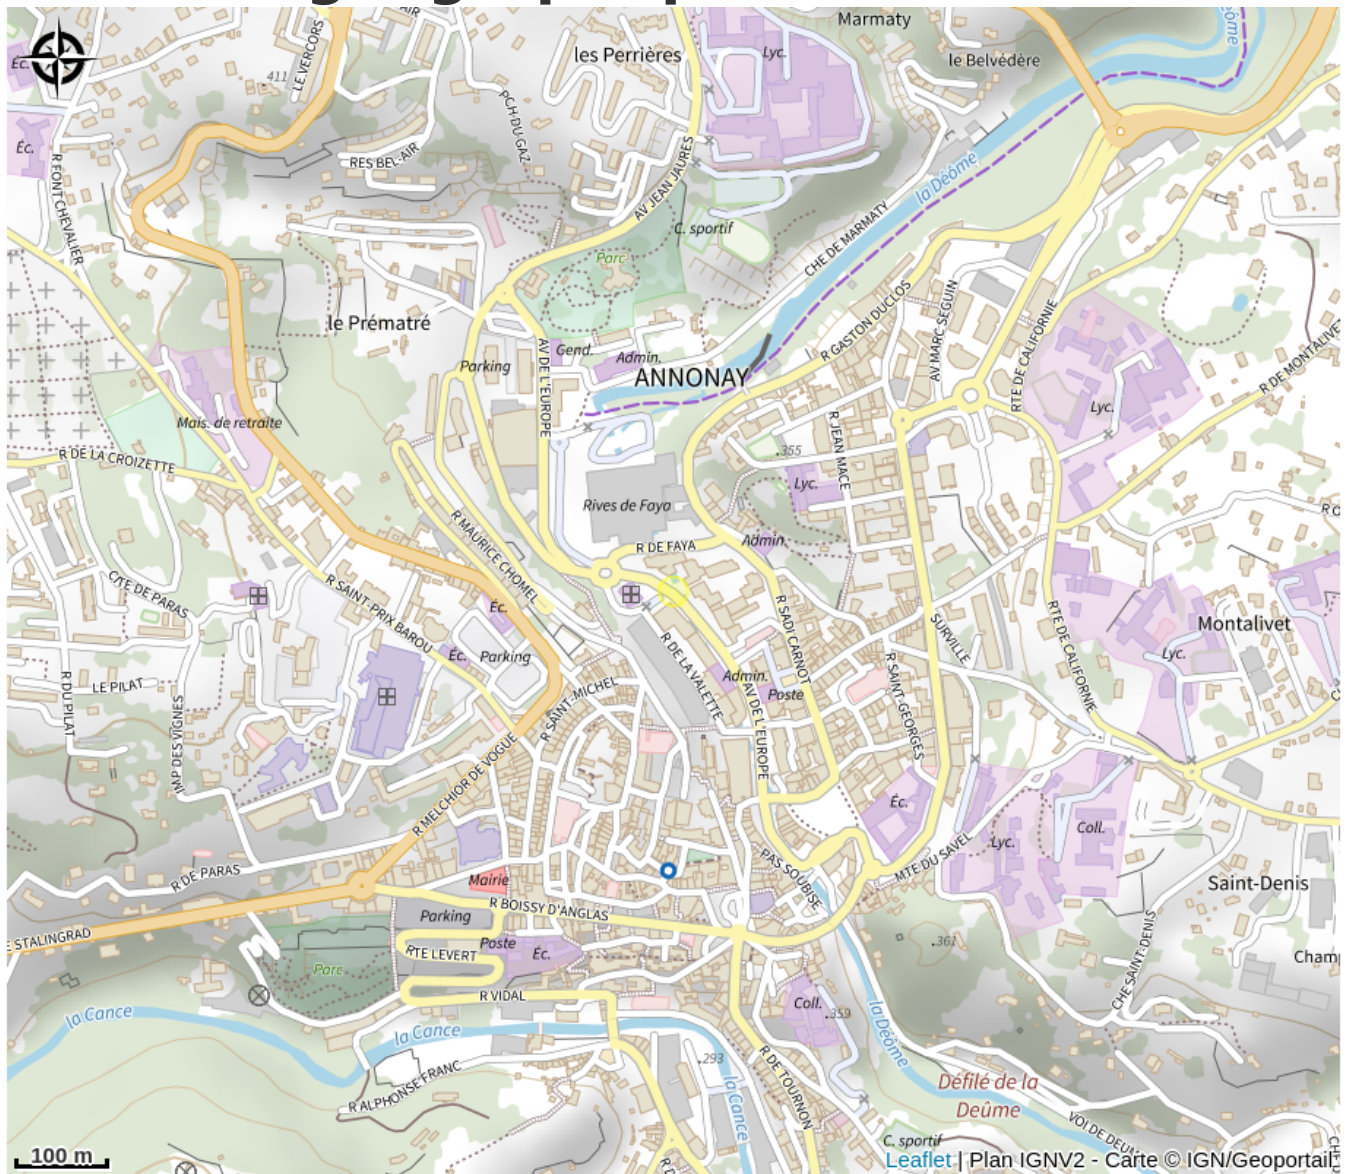 Marmaty
les Perrières
Lyc.
le Belvédère
LE VERCORS
411
Éc.
PCH DU GAZ
Éc.
RES BEL-AIR
R FONT CHEVALIER
AV JEAN JAURÈS
la Déôme
C. sportif
CHE DE MARMATY
Parc
le Prématré
R GASTON DUCLOS
AV MARC SEGUIN
RTE DE CALIFORNIE
R DE MONTALIVET
Gend.
Admin.
Parking
AV DE L'EUROPE
ANNONAY
Lyc.
Mais. de retraite
R JEAN MACE
.355
R DE LA CROIZETTE
Lyc.
Rives de Faya
R MAURICE CHOMEL
R DE FAYA
Admin.
CITE DE PARAS
R SAINT-PRIX BAROU
Éc.
R SADI CARNOT
SURVILLE
RTE DE CALIFORNIE
Montalivet
R DE LA VALETTE
Éc.
Parking
Lyc.
R DU PILAT
LE PILAT
IMP DES VIGNES
R SAINT-MICHEL
Admin.
Poste
R SAINT-GEORGES
AV DE L'EUROPE
R MELCHIOR DE VOGUE
Éc.
Lyc.
Coll.
PAS SOUBISE
MTE DU SAVEL
R DE PARAS
Mairie
Saint-Denis
R BOISSY D'ANGLAS
Parking
E STALINGRAD
RTE LEVERT
Poste
Éc.
.361
CHE SAINT-DENIS
Cham
Parc
R VIDAL
Coll.
.359
la Cance
la Cance
la Déôme
.293
R ALPHONSE FRANC
R DE TOURNON
la Cance
Défilé de la
Deûme
VOI DE DEUM
C. sportif
100 m
Leaflet | Plan IGNV2 - Carte © IGN/Geoportail